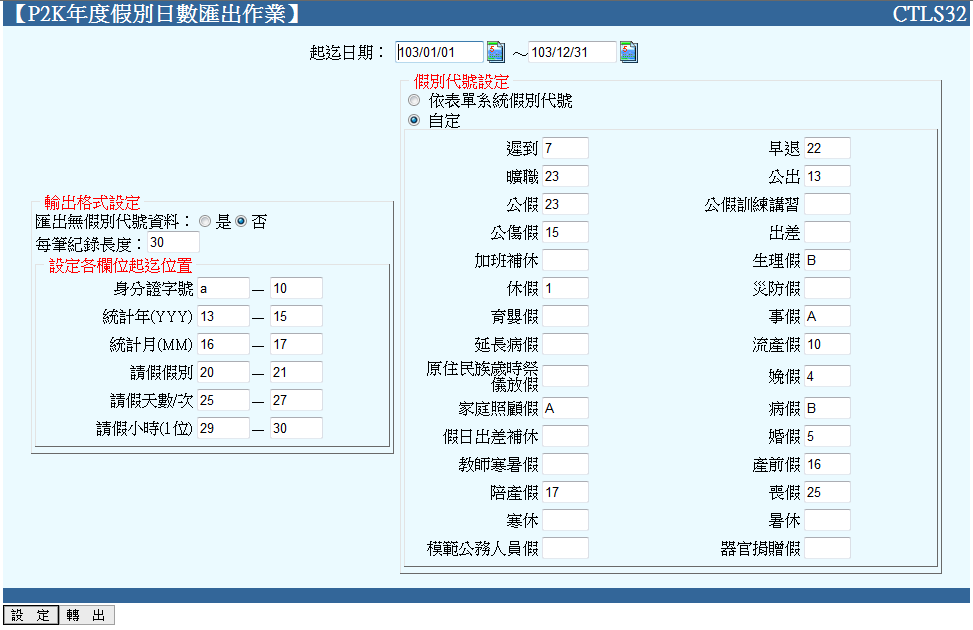 【P2K年度假別日數匯出作業】 CTLS32
起迄日期： 103/01/01 ～ 103/12/31
假別代號設定
依表單系統假別代號
自定
遲到 7 早退 22
曠職 23 公出 13
公假 23 公假訓練講習
公傷假 15 出差
加班補休 生理假 B
休假 1 災防假
育嬰假 事假 A
延長病假 流產假 10
原住民族歲時祭
儀放假 娩假 4
家庭照顧假 A 病假 B
假日出差補休 婚假 5
教師寒暑假 產前假 16
陪產假 17 喪假 25
寒休 暑休
模範公務人員假 器官捐贈假
輸出格式設定
匯出無假別代號資料： 是 否
每筆紀錄長度： 30
設定各欄位起迄位置
身分證字號 a — 10
統計年(YYY) 13 — 15
統計月(MM) 16 — 17
請假假別 20 — 21
請假天數/次 25 — 27
請假小時(1位) 29 — 30
設 定 轉 出